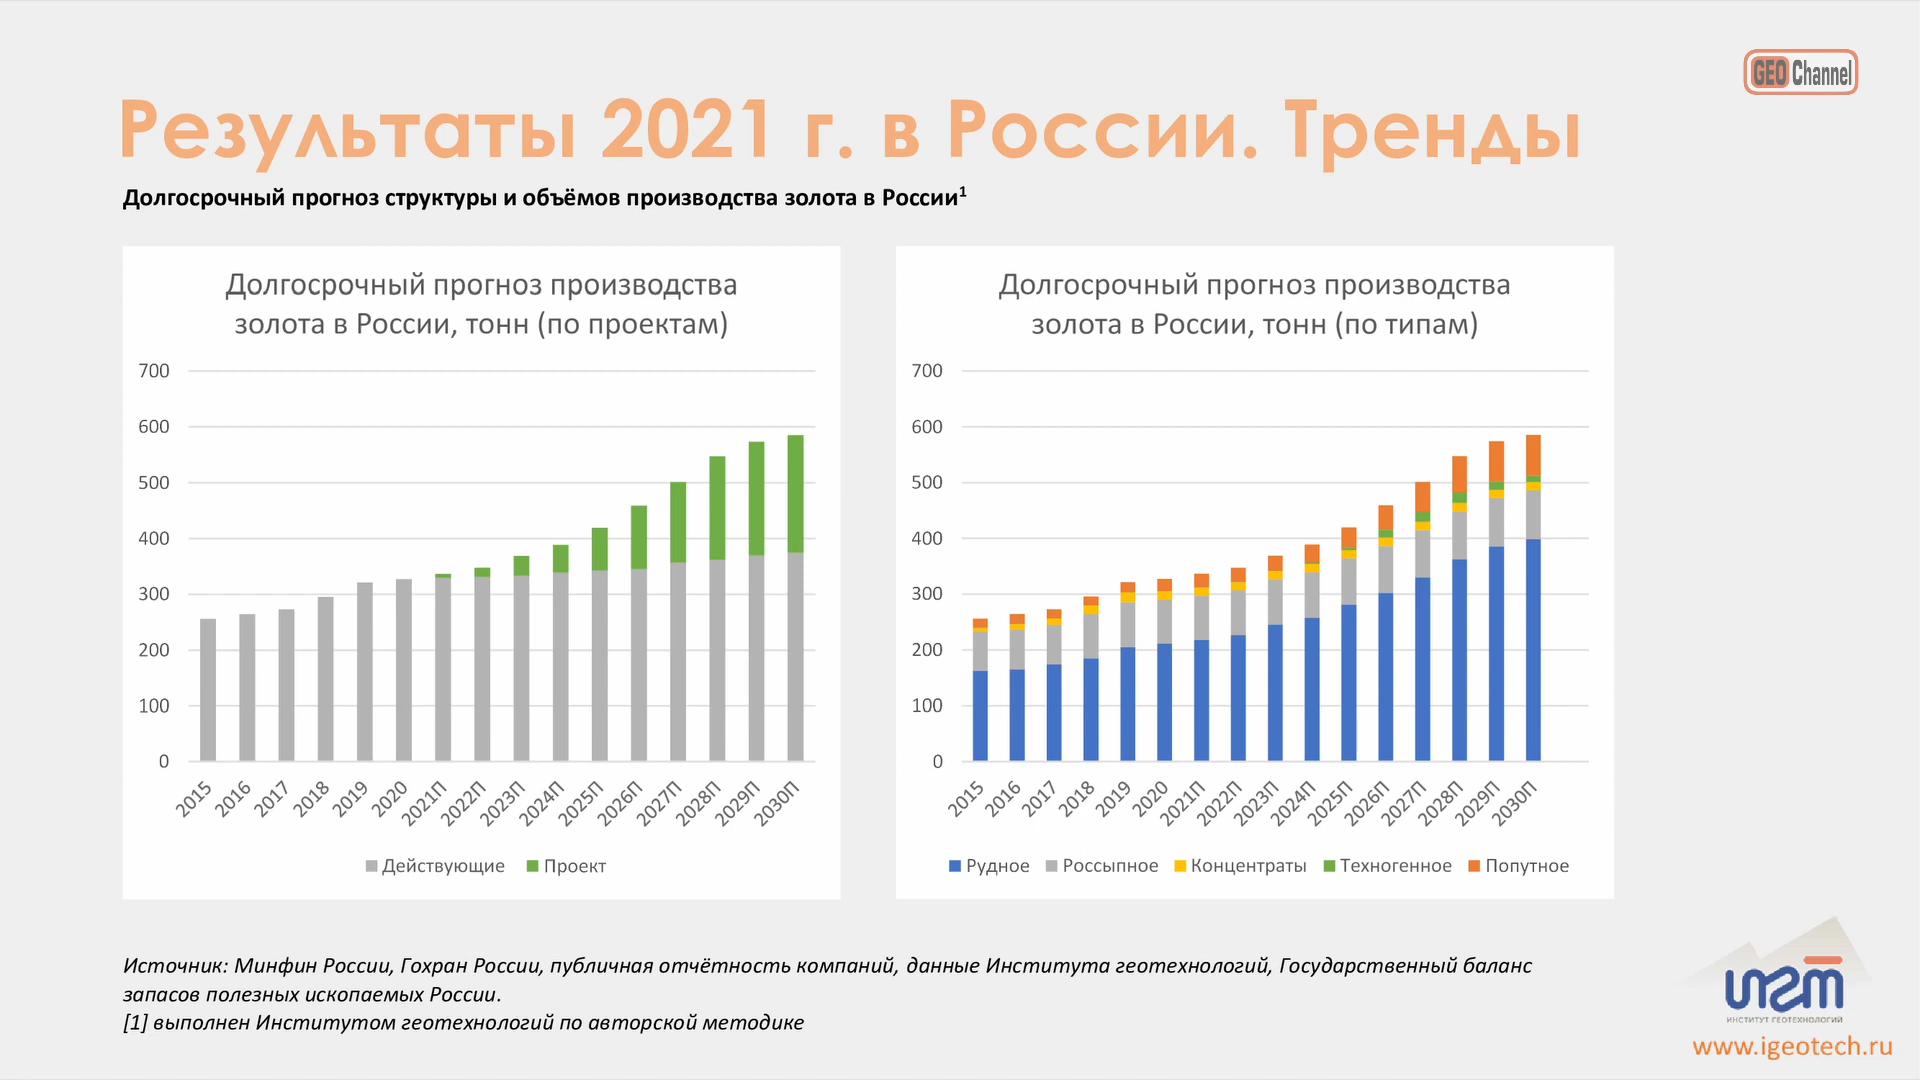 GEO Channel
Результаты 2021 г. в России. Тренды
Долгосрочный прогноз структуры и объёмов производства золота в России¹
Долгосрочный прогноз производства
золота в России, тонн (по проектам)
700
600
500
400
300
200
100
0
2015 2016 2017 2018 2019 2020 2021П 2022П 2023П 2024П 2025П 2026П 2027П 2028П 2029П 2030П
Действующие Проект
Долгосрочный прогноз производства
золота в России, тонн (по типам)
700
600
500
400
300
200
100
0
2015 2016 2017 2018 2019 2020 2021П 2022П 2023П 2024П 2025П 2026П 2027П 2028П 2029П 2030П
Рудное Россыпное Концентраты Техногенное Попутное
Источник: Минфин России, Гохран России, публичная отчётность компаний, данные Института геотехнологий, Государственный баланс
запасов полезных ископаемых России.
[1] выполнен Институтом геотехнологий по авторской методике
ИНСТИТУТ ГЕОТЕХНОЛОГИЙ
www.igeotech.ru